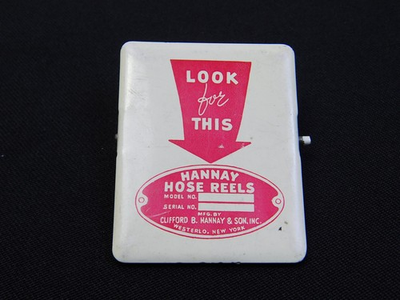 LOOK
for
THIS
HANNAY
HOSE REELS
MODEL NO.
SERIAL NO.
MFG. BY
CLIFFORD B. HANNAY & SON, INC.
WESTERLO, NEW YORK